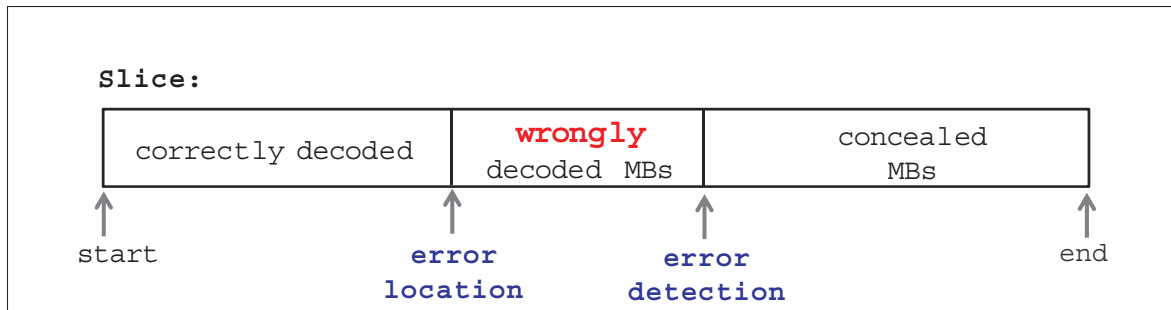 Slice:
correctly decoded
wrongly
decoded MBs
concealed
MBs
start
error
location
error
detection
end